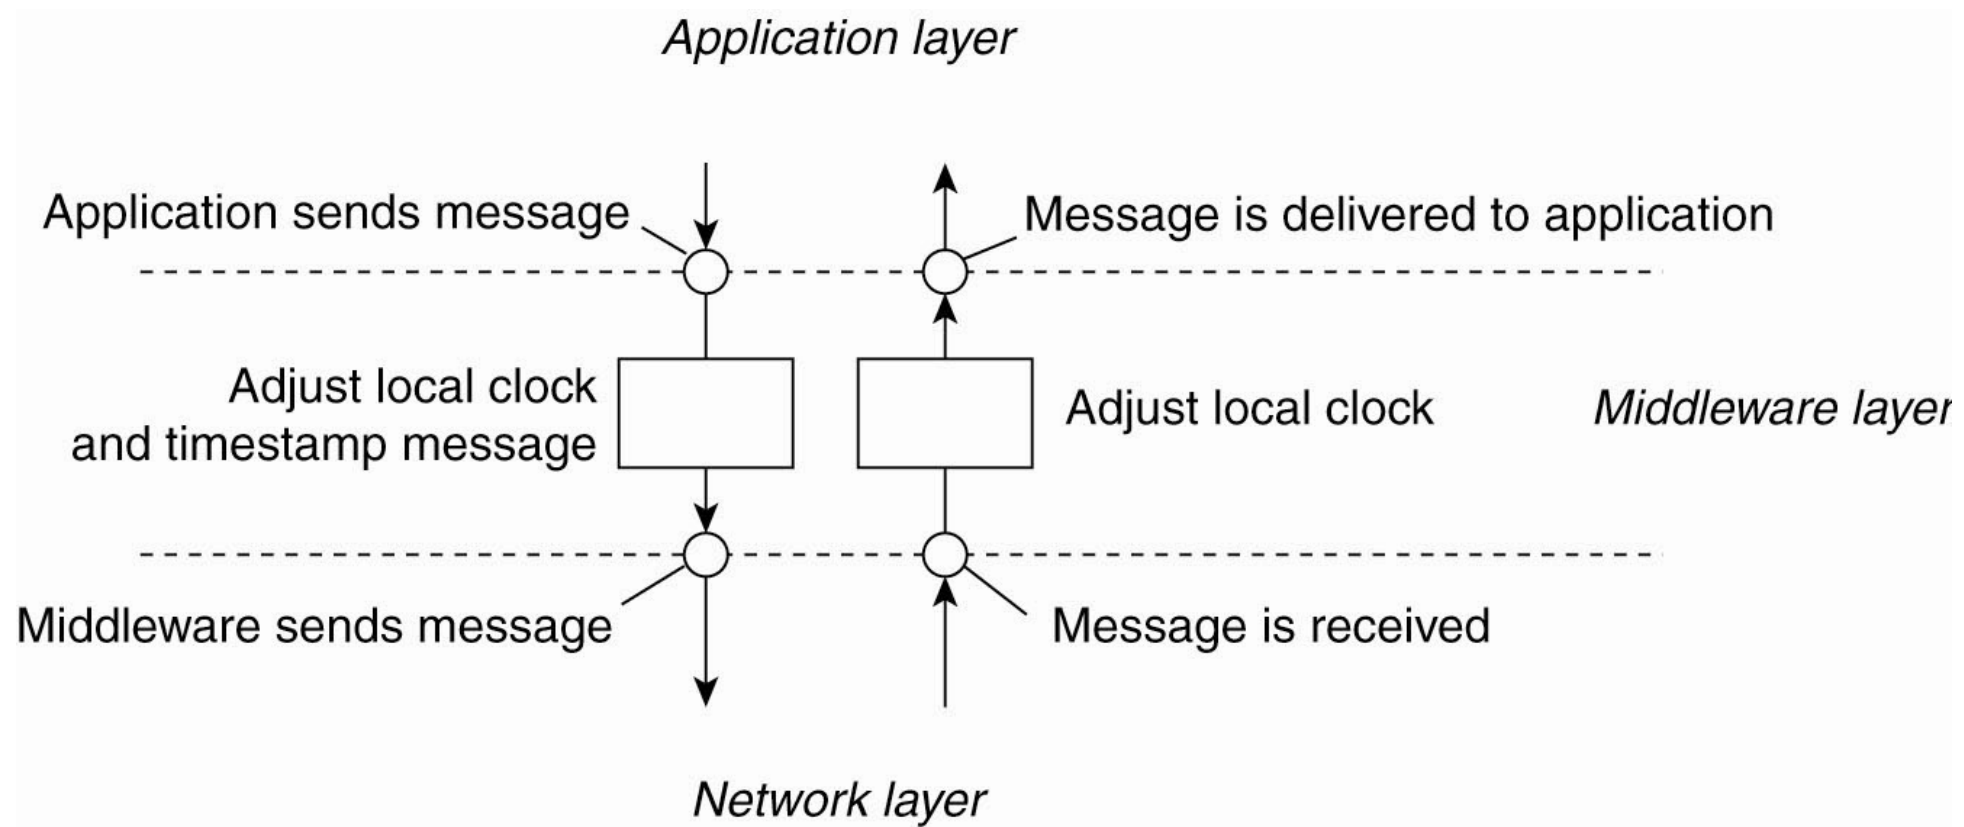 Application layer
Application sends message
Message is delivered to application
Adjust local clock
and timestamp message
Adjust local clock
Middleware layer
Middleware sends message
Message is received
Network layer